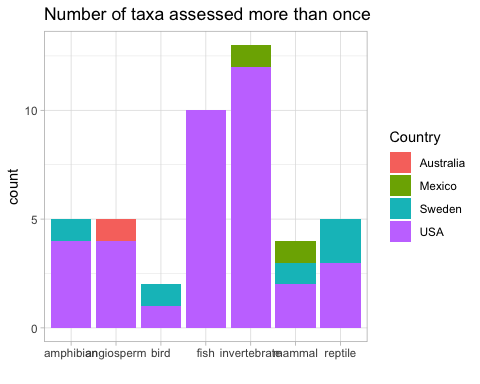 Number of taxa assessed more than once
count
10
5
0
amphibian angiosperm bird fish invertebrate mammal reptile
Country
Australia
Mexico
Sweden
USA